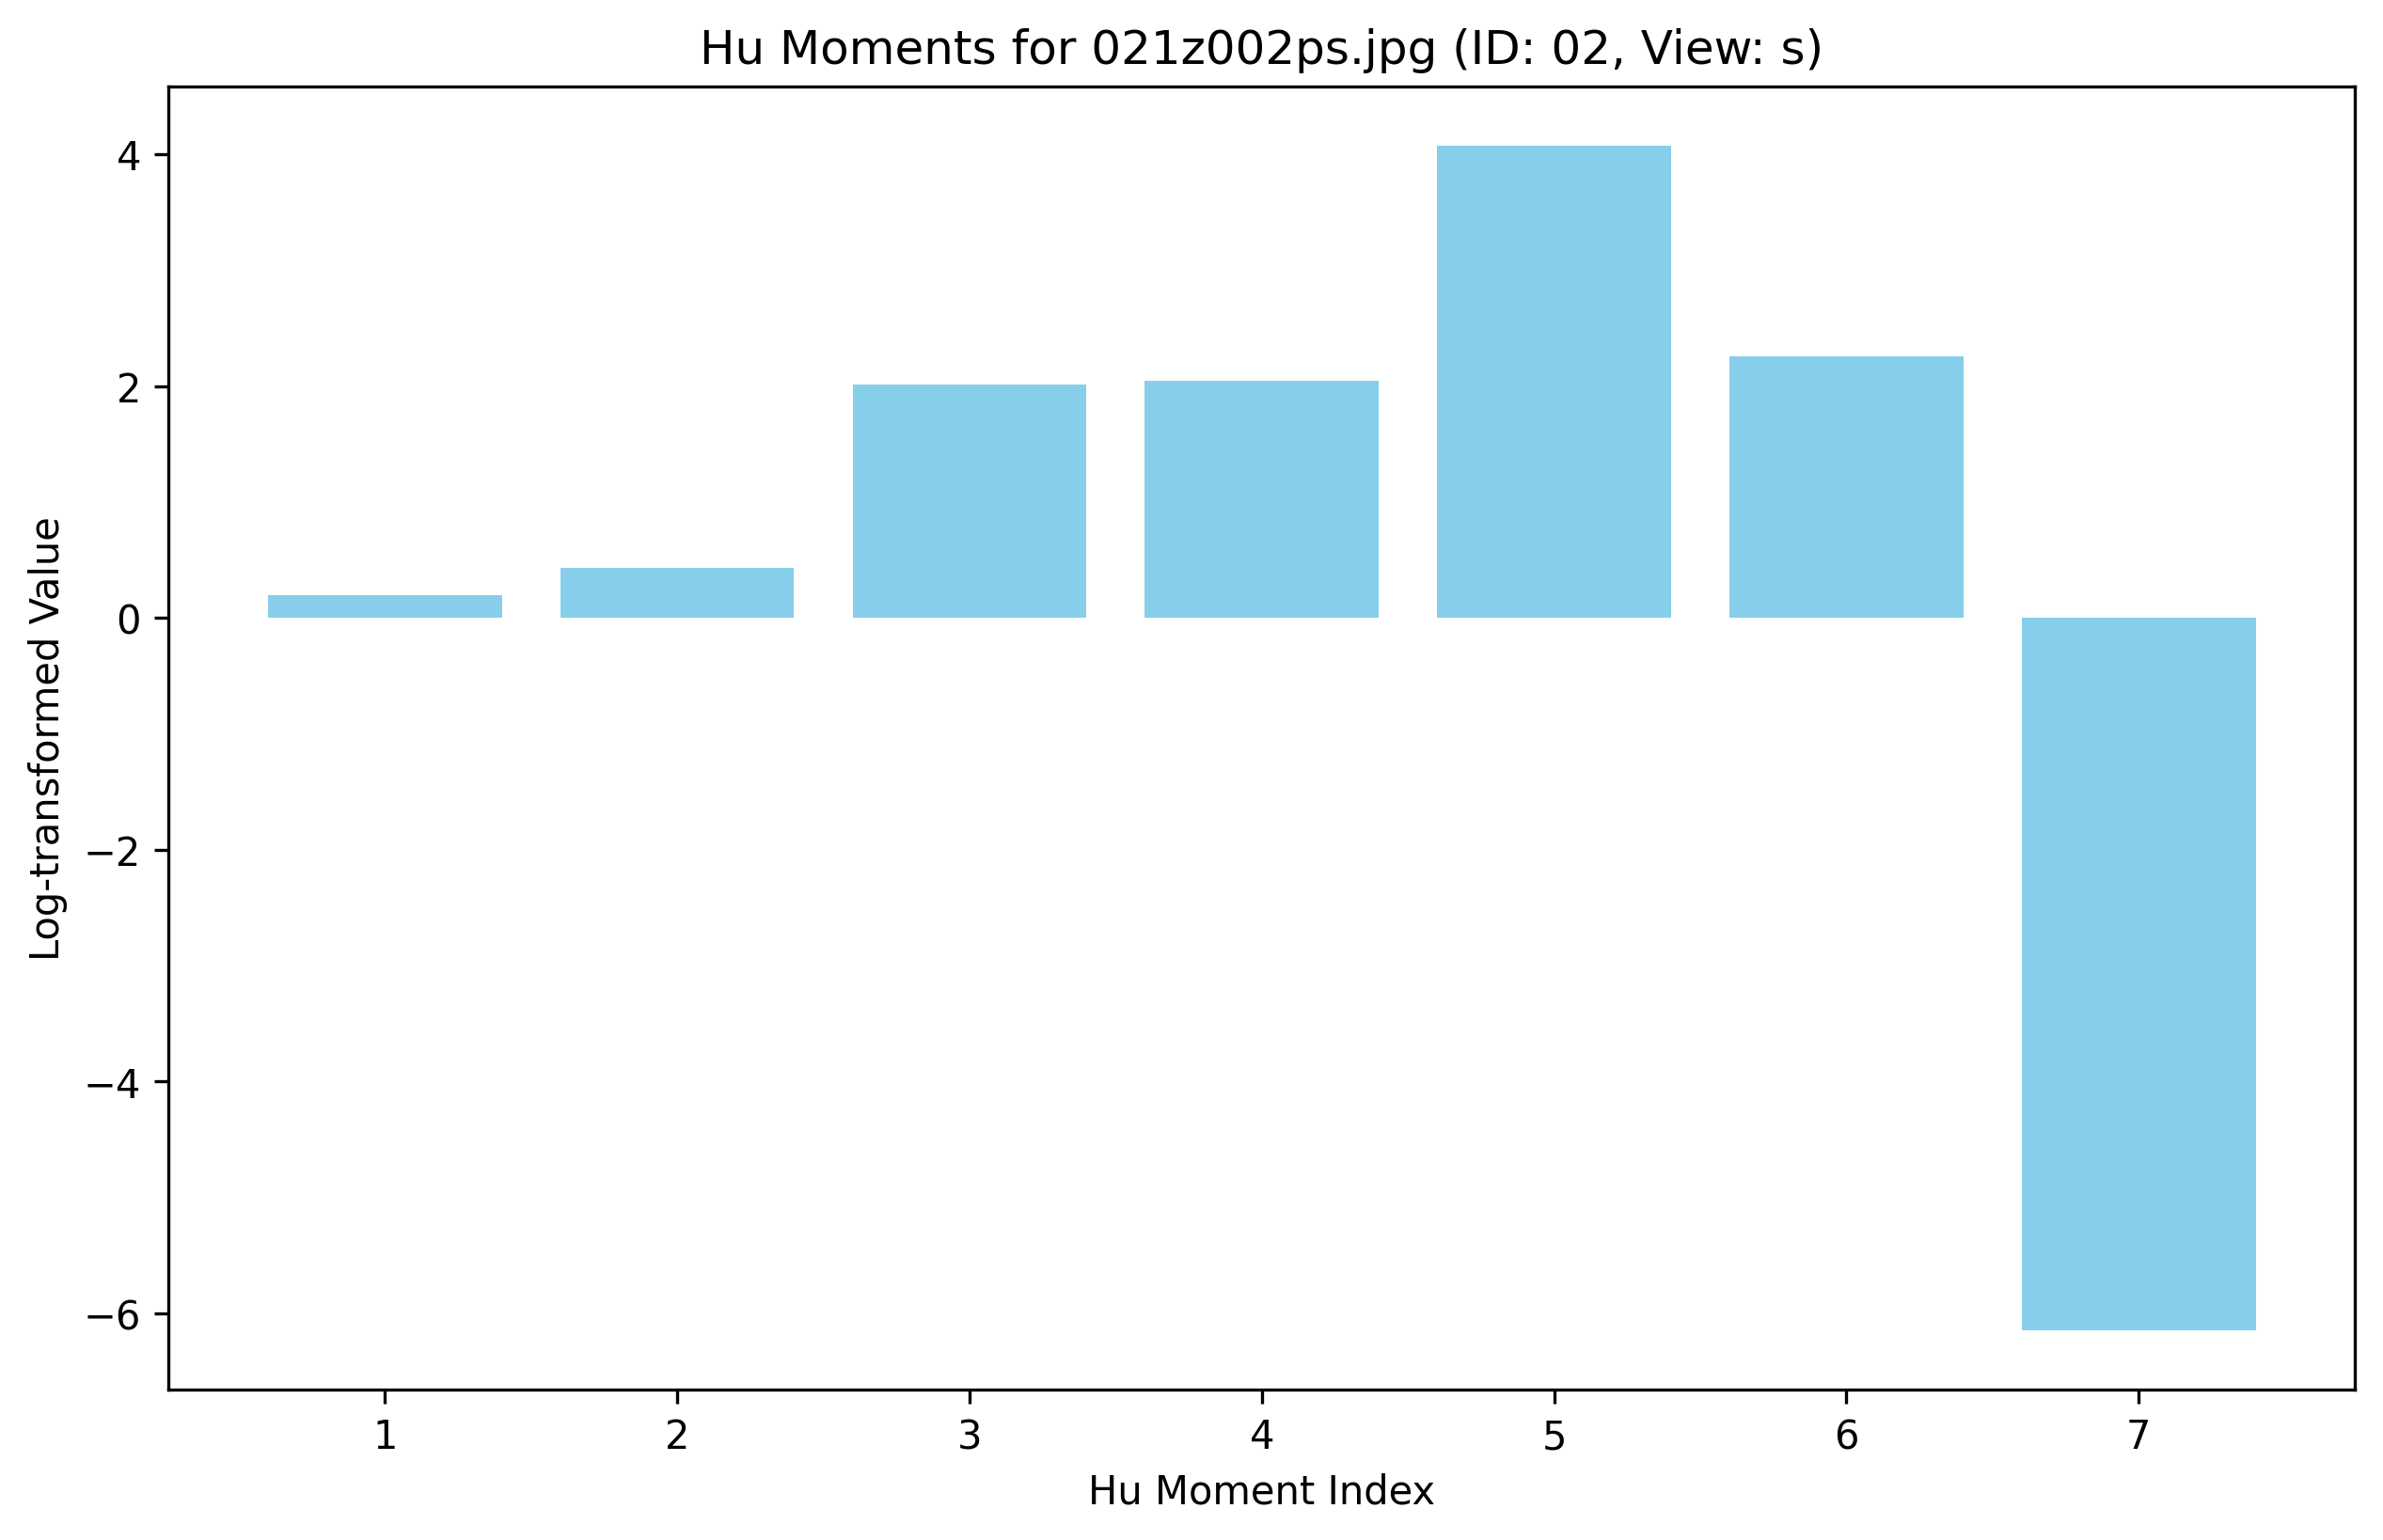 Hu Moments for 021z002ps.jpg (ID: 02, View: s)
Log-transformed Value
4
2
0
−2
−4
−6
1 2 3 4 5 6 7
Hu Moment Index